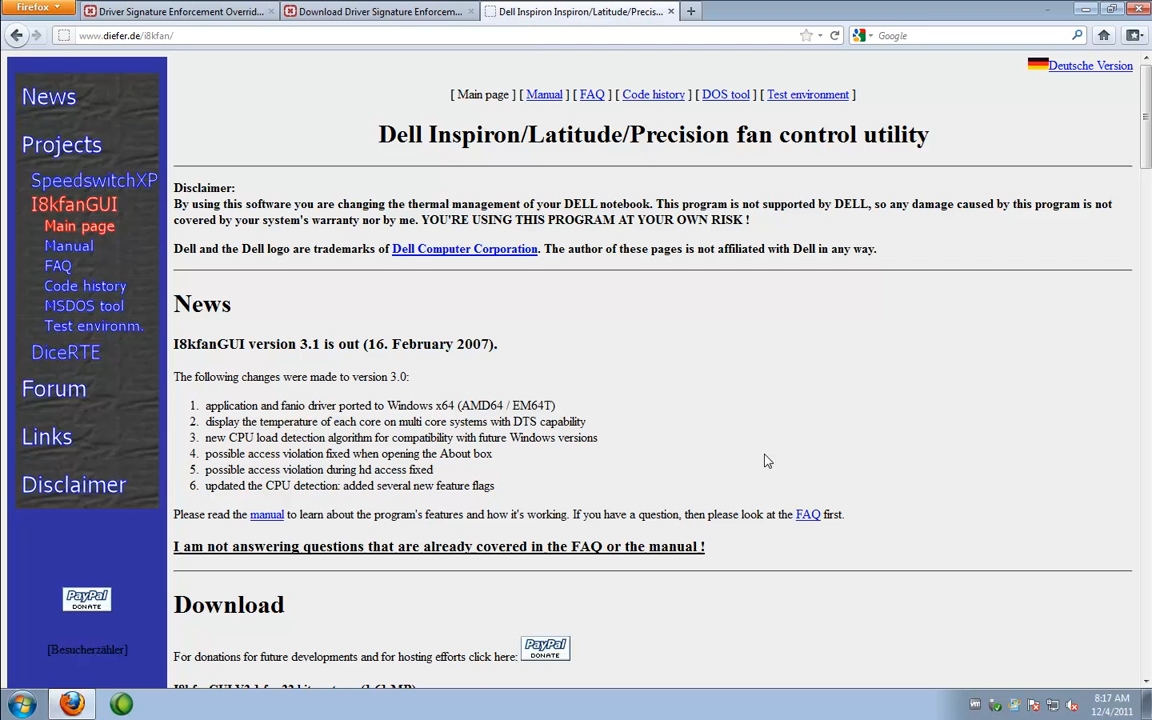 Firefox
Driver Signature Enforcement Overrid...
Download Driver Signature Enforcem...
Dell Inspiron Inspiron/Latitude/Precis...
www.diefer.de/i8kfan/
Google
News
Projects
SpeedswitchXP
I8kfanGUI
Main page
Manual
FAQ
Code history
MSDOS tool
Test environm.
DiceRTE
Forum
Links
Disclaimer
PayPal
DONATE
[Besucherzähler]
Deutsche Version
[ Main page ] [ Manual ] [ FAQ ] [ Code history ] [ DOS tool ] [ Test environment ]
Dell Inspiron/Latitude/Precision fan control utility
Disclaimer:
By using this software you are changing the thermal management of your DELL notebook. This program is not supported by DELL, so any damage caused by this program is not
covered by your system's warranty nor by me. YOU'RE USING THIS PROGRAM AT YOUR OWN RISK !
Dell and the Dell logo are trademarks of Dell Computer Corporation. The author of these pages is not affiliated with Dell in any way.
News
I8kfanGUI version 3.1 is out (16. February 2007).
The following changes were made to version 3.0:
1. application and fanio driver ported to Windows x64 (AMD64 / EM64T)
2. display the temperature of each core on multi core systems with DTS capability
3. new CPU load detection algorithm for compatibility with future Windows versions
4. possible access violation fixed when opening the About box
5. possible access violation during hd access fixed
6. updated the CPU detection: added several new feature flags
Please read the manual to learn about the program's features and how it's working. If you have a question, then please look at the FAQ first.
I am not answering questions that are already covered in the FAQ or the manual !
Download
For donations for future developments and for hosting efforts click here:
PayPal
DONATE
8:17 AM
12/4/2011